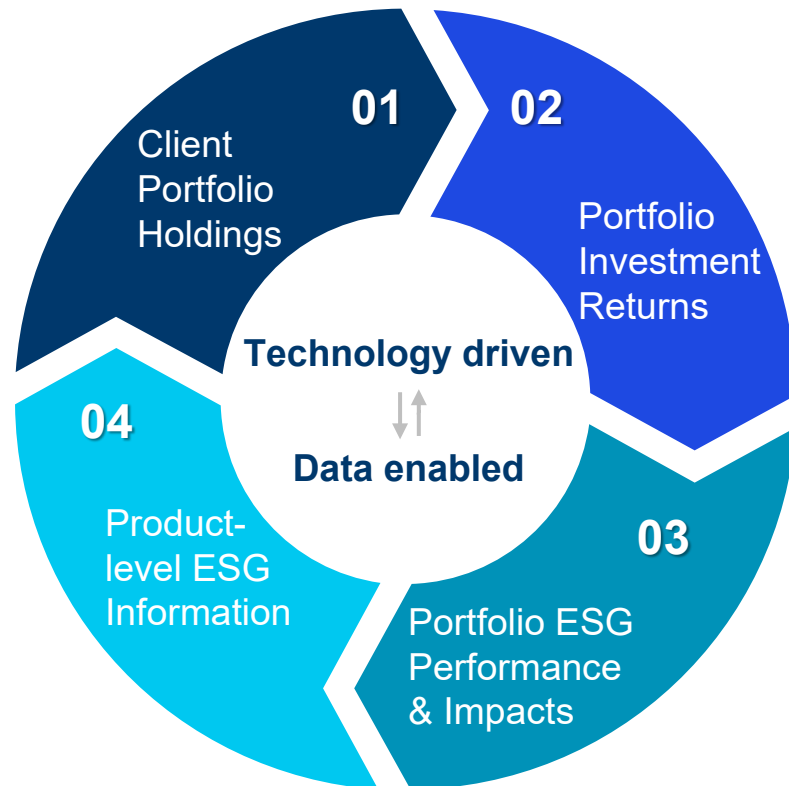 01
Client
Portfolio
Holdings
02
Portfolio
Investment
Returns
Technology driven
Data enabled
03
Portfolio ESG
Performance
& Impacts
04
Product-
level ESG
Information